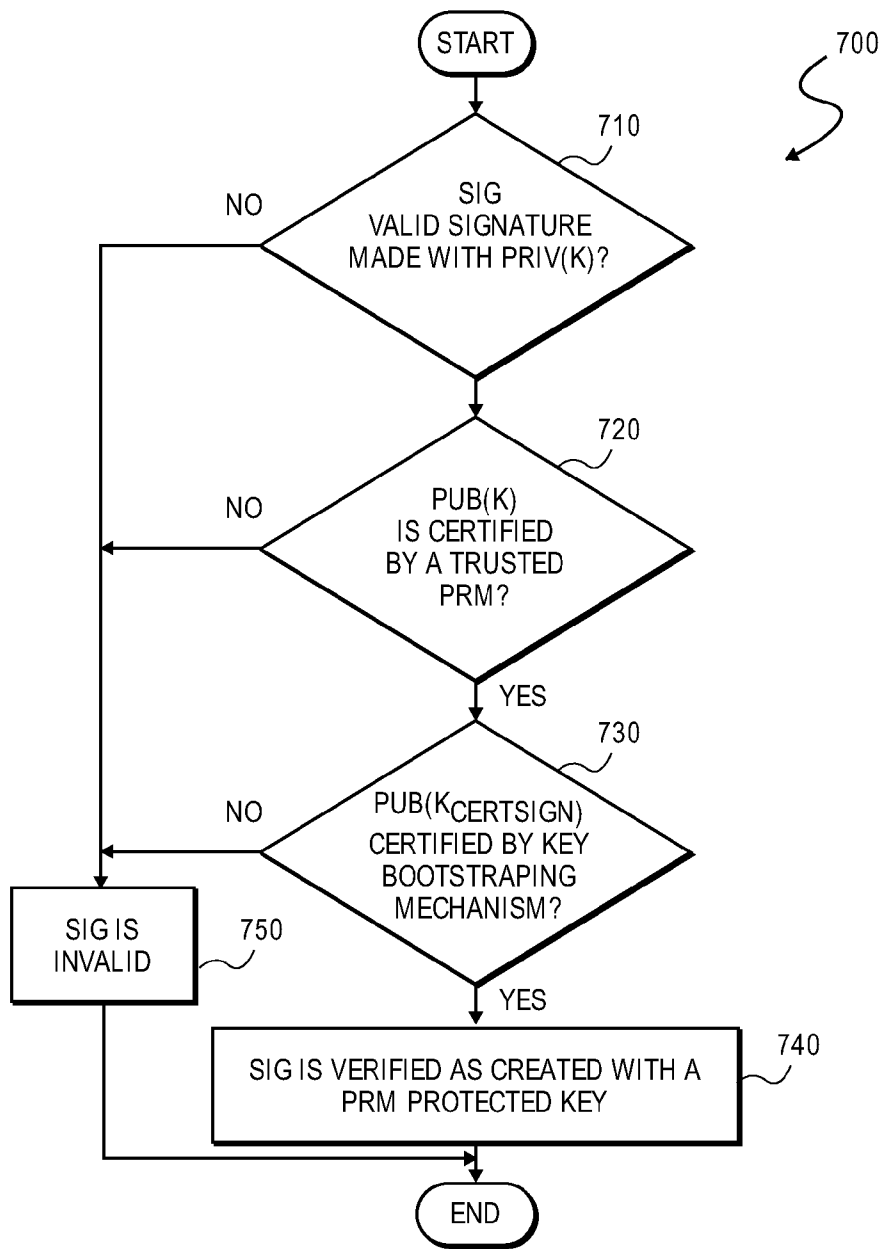 START
700
710
NO
SIG
VALID SIGNATURE
MADE WITH PRIV(K)?
720
NO
PUB(K)
IS CERTIFIED
BY A TRUSTED
PRM?
YES
730
NO
PUB(KCERTSIGN)
CERTIFIED BY KEY
BOOTSTRAPING
MECHANISM?
SIG IS
INVALID
750
YES
SIG IS VERIFIED AS CREATED WITH A
PRM PROTECTED KEY
740
END